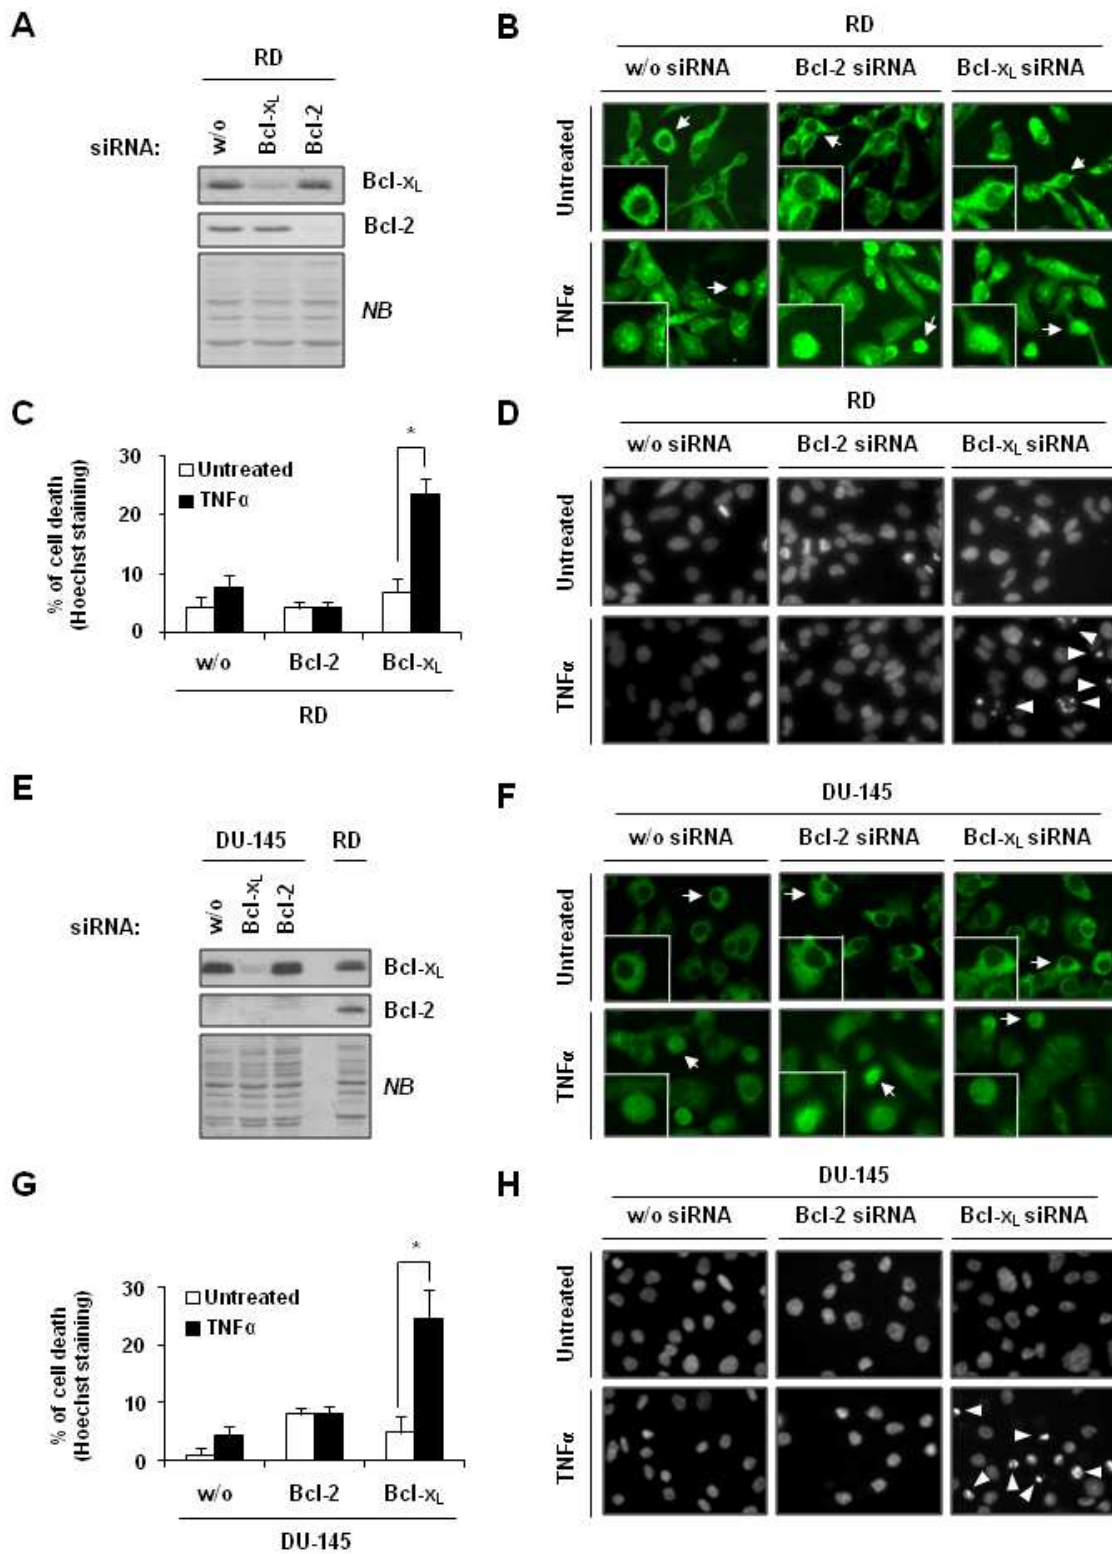 A
RD
siRNA:
w/o
Bcl-xL
Bcl-2
Bcl-xL
Bcl-2
NB
B
RD
w/o siRNA
Bcl-2 siRNA
Bcl-xL siRNA
Untreated
TNFα
C
% of cell death
(Hoechst staining)
30
20
10
0
Untreated
TNFα
*
w/o
Bcl-2
Bcl-xL
RD
D
RD
w/o siRNA
Bcl-2 siRNA
Bcl-xL siRNA
Untreated
TNFα
E
DU-145
RD
siRNA:
w/o
Bcl-xL
Bcl-2
Bcl-xL
Bcl-2
NB
F
DU-145
w/o siRNA
Bcl-2 siRNA
Bcl-xL siRNA
Untreated
TNFα
G
% of cell death
(Hoechst staining)
30
20
10
0
Untreated
TNFα
*
w/o
Bcl-2
Bcl-xL
DU-145
H
DU-145
w/o siRNA
Bcl-2 siRNA
Bcl-xL siRNA
Untreated
TNFα